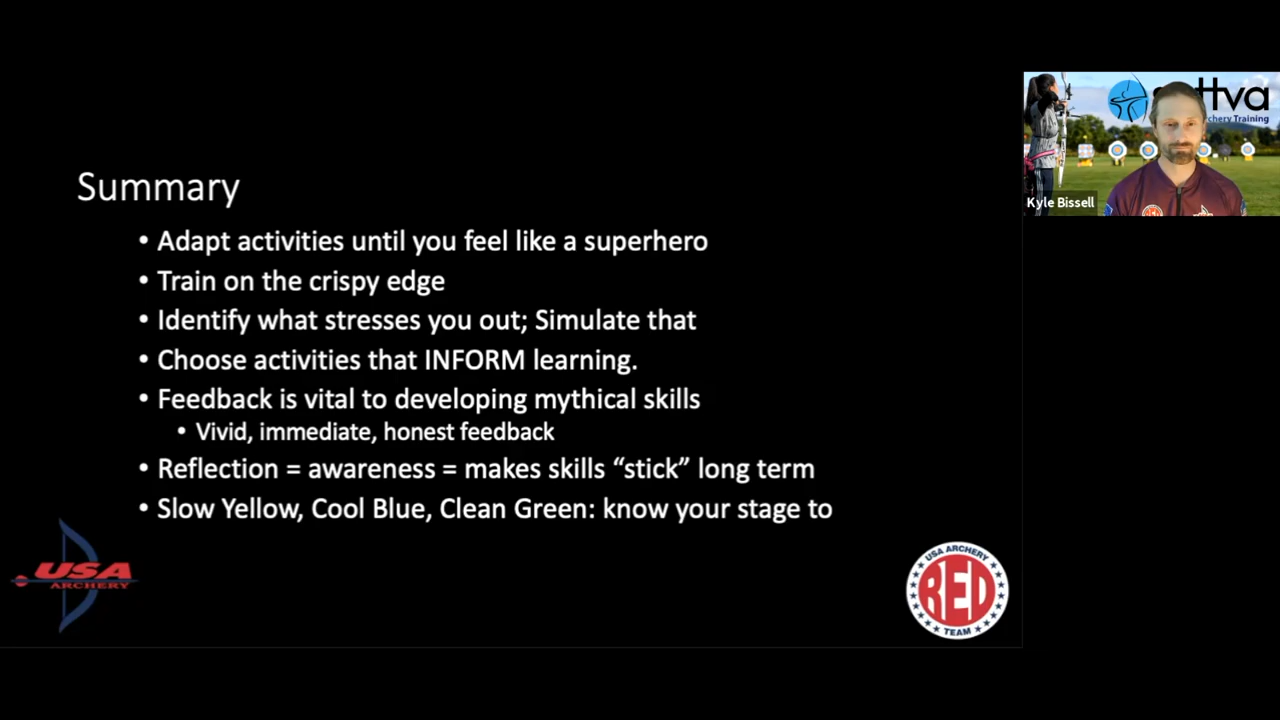 Summary
• Adapt activities until you feel like a superhero
• Train on the crispy edge
• Identify what stresses you out; Simulate that
• Choose activities that INFORM learning.
• Feedback is vital to developing mythical skills
• Vivid, immediate, honest feedback
• Reflection = awareness = makes skills “stick” long term
• Slow Yellow, Cool Blue, Clean Green: know your stage to
USA
ARCHERY
USA ARCHERY
RED
TEAM
Training
Kyle Bissell
RED